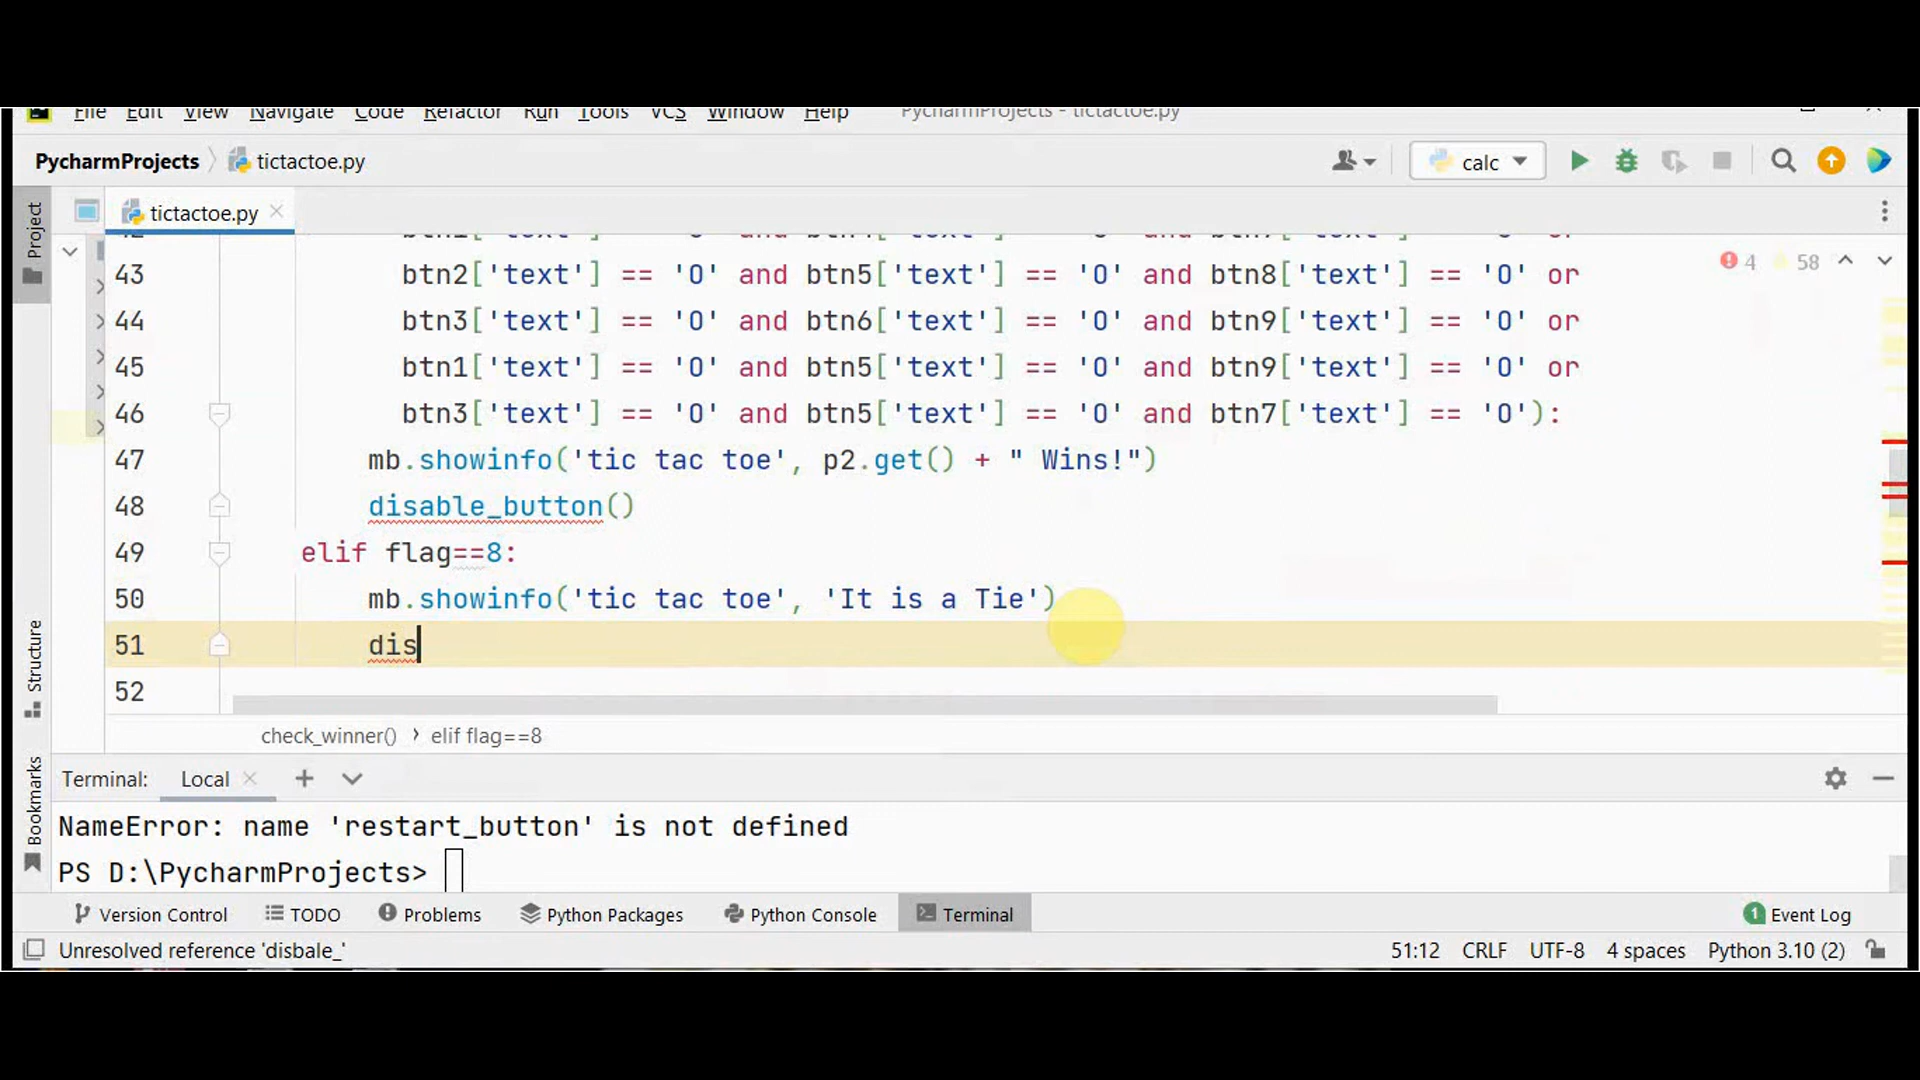 File Edit View Navigate Code Refactor Run Tools VCS Window Help PycharmProjects - tictactoe.py
PycharmProjects tictactoe.py calc
Project
tictactoe.py
4 58
43 btn2['text'] == 'O' and btn5['text'] == 'O' and btn8['text'] == 'O' or
44 btn3['text'] == 'O' and btn6['text'] == 'O' and btn9['text'] == 'O' or
45 btn1['text'] == 'O' and btn5['text'] == 'O' and btn9['text'] == 'O' or
46 btn3['text'] == 'O' and btn5['text'] == 'O' and btn7['text'] == 'O'):
47 mb.showinfo('tic tac toe', p2.get() + " Wins!")
48 disable_button()
49 elif flag==8:
50 mb.showinfo('tic tac toe', 'It is a Tie')
51 dis
52
Structure
check_winner() elif flag==8
Bookmarks
Terminal: Local
NameError: name 'restart_button' is not defined
PS D:\PycharmProjects>
Version Control TODO Problems Python Packages Python Console Terminal 1 Event Log
Unresolved reference 'disbale_' 51:12 CRLF UTF-8 4 spaces Python 3.10 (2)